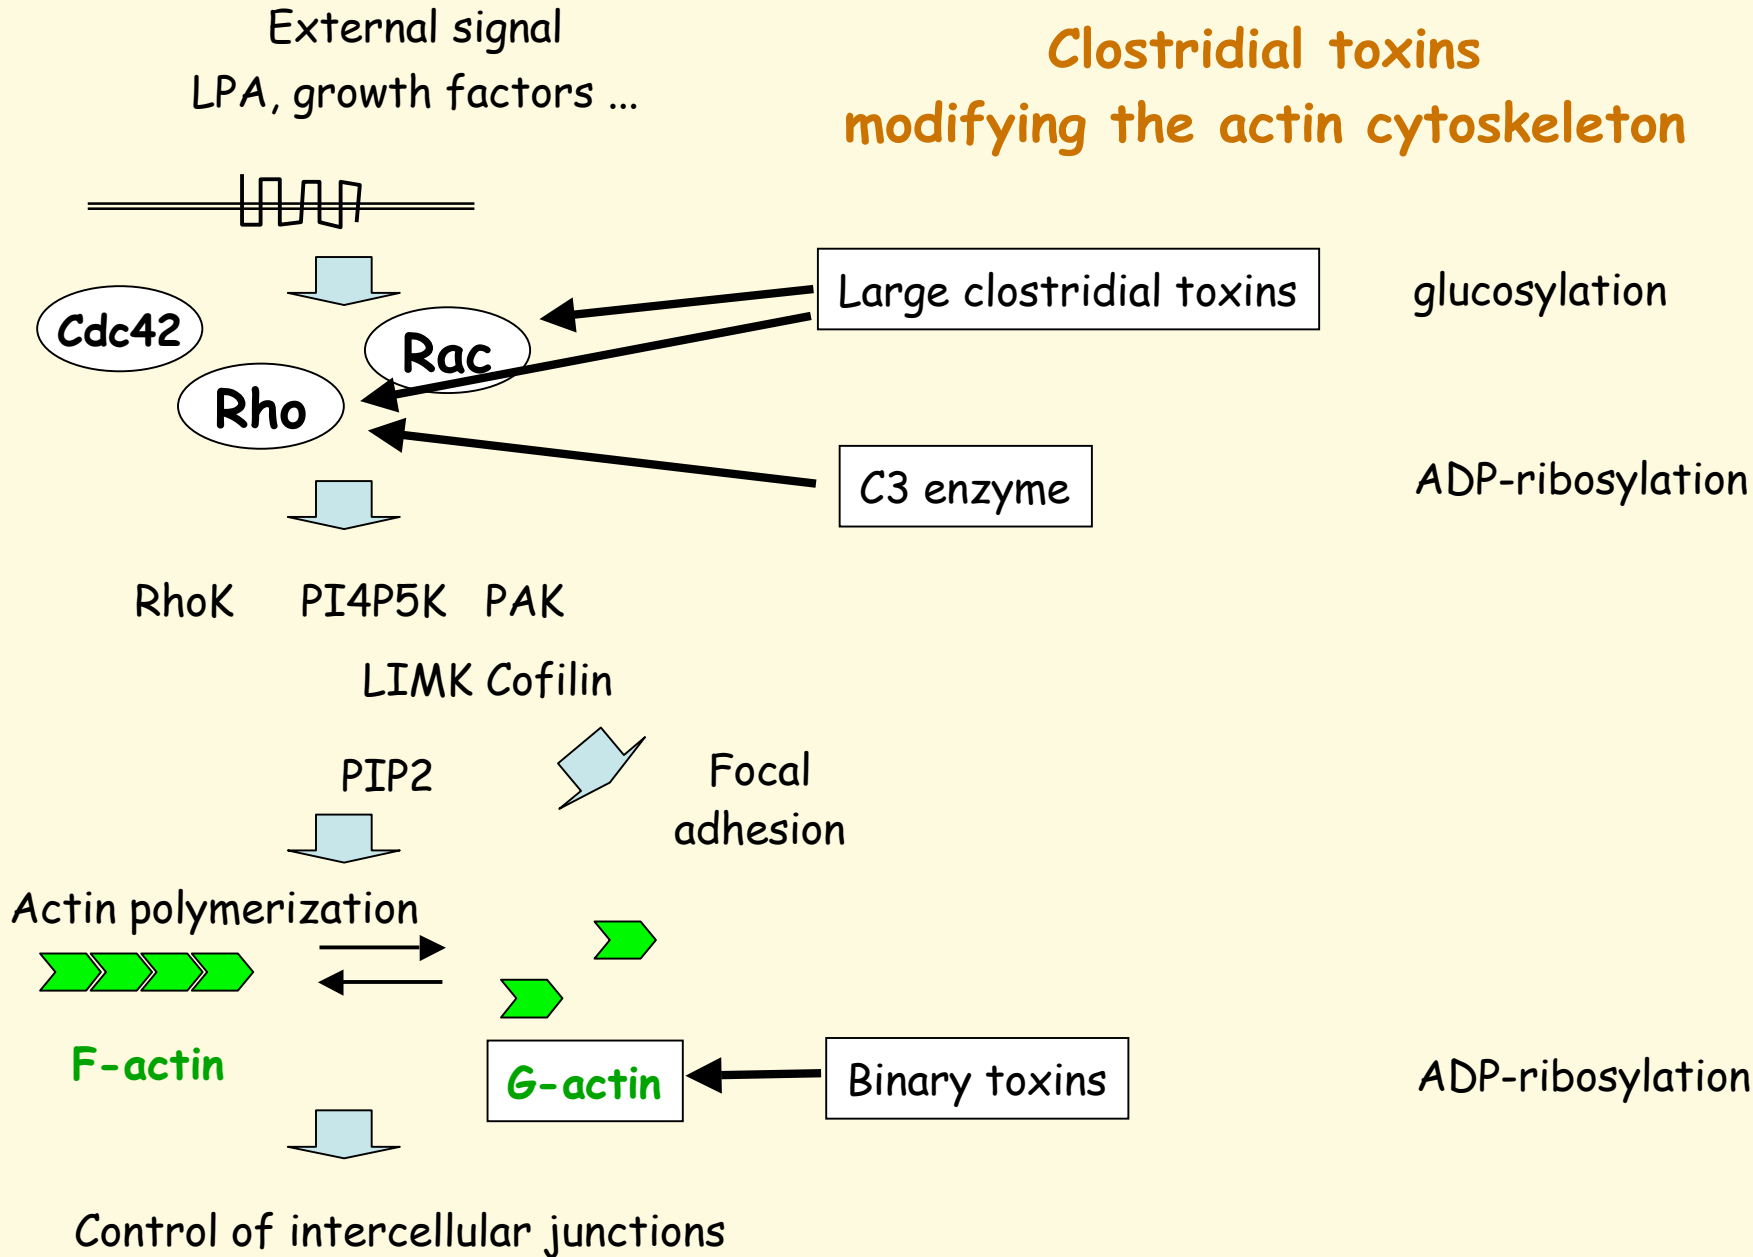 External signal
LPA, growth factors ...
Clostridial toxins
modifying the actin cytoskeleton
Large clostridial toxins
glucosylation
Cdc42
Rac
Rho
C3 enzyme
ADP-ribosylation
RhoK PI4P5K PAK
LIMK Cofilin
PIP2
Focal
adhesion
Actin polymerization
F-actin
G-actin
Binary toxins
ADP-ribosylation
Control of intercellular junctions